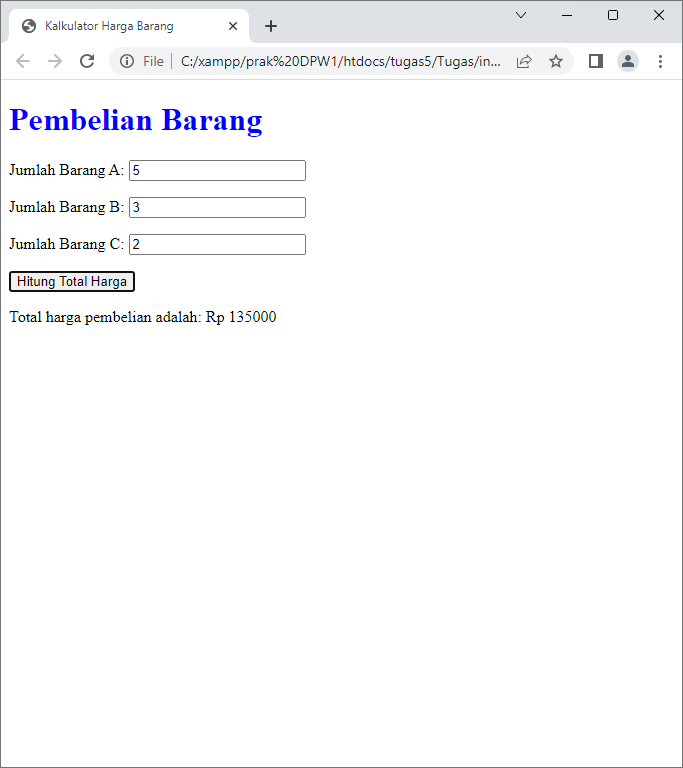 Kalkulator Harga Barang
File
C:/xampp/prak%20DPW1/htdocs/tugas5/Tugas/in...
Pembelian Barang
Jumlah Barang A: 5
Jumlah Barang B: 3
Jumlah Barang C: 2
Hitung Total Harga
Total harga pembelian adalah: Rp 135000